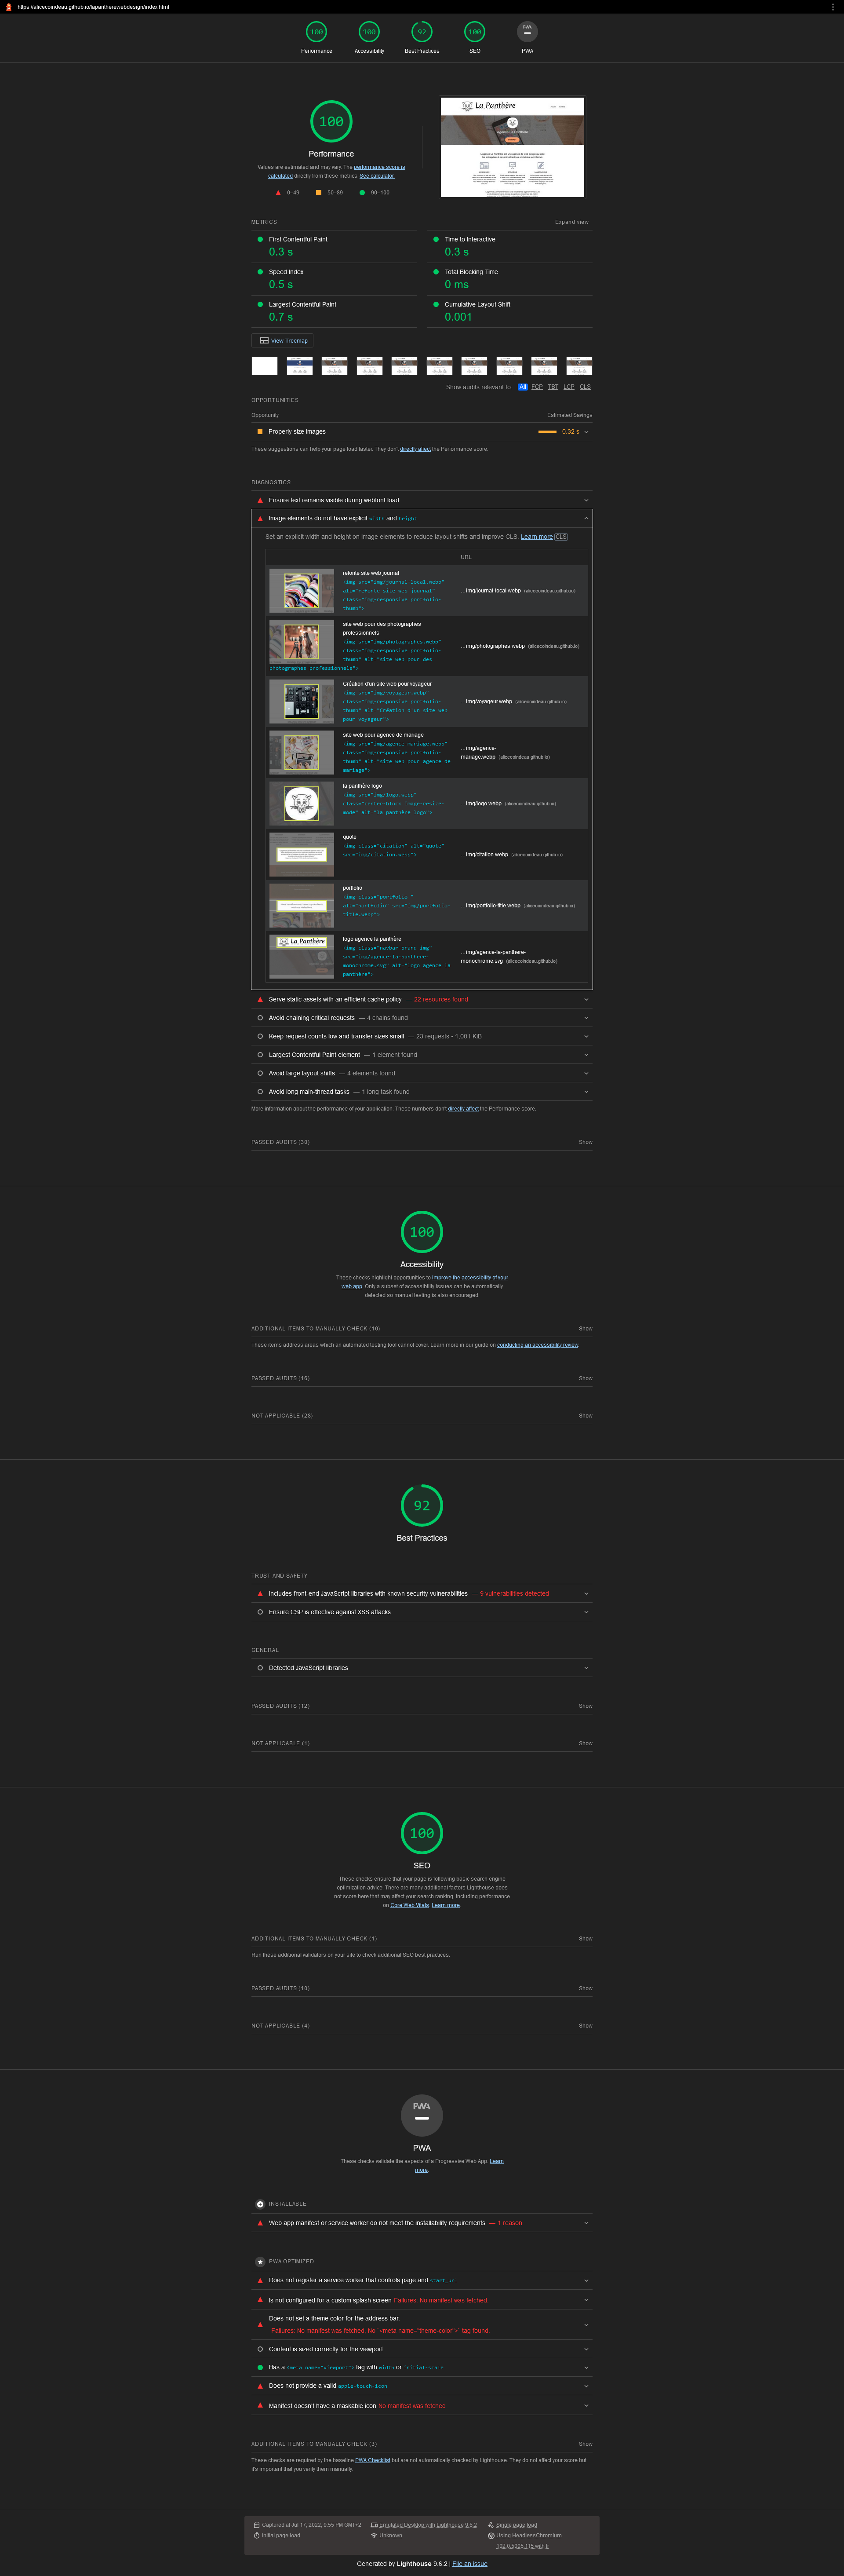 https://alicecoindeau.github.io/lapantherewebdesign/index.html
100 100 92 100 PWA
Performance Accessibility Best Practices SEO PWA
100
Performance
Values are estimated and may vary. The performance score is
calculated directly from these metrics. See calculator.
0–49 50–89 90–100
La Panthère
METRICS Expand view
First Contentful Paint
0.3 s
Time to Interactive
0.3 s
Speed Index
0.5 s
Total Blocking Time
0 ms
Largest Contentful Paint
0.7 s
Cumulative Layout Shift
0.001
View Treemap
Show audits relevant to: All FCP TBT LCP CLS
OPPORTUNITIES
Opportunity Estimated Savings
Properly size images 0.32 s
These suggestions can help your page load faster. They don't directly affect the Performance score.
DIAGNOSTICS
Ensure text remains visible during webfont load
Image elements do not have explicit width and height
Set an explicit width and height on image elements to reduce layout shifts and improve CLS. Learn more CLS
URL
refonte site web journal
<img src="img/journal-local.webp"
alt="refonte site web journal"
class="img-responsive portfolio-
thumb">
…img/journal-local.webp (alicecoindeau.github.io)
site web pour des photographes
professionnels
<img src="img/photographes.webp"
class="img-responsive portfolio-
thumb" alt="site web pour des
photographes professionnels">
…img/photographes.webp (alicecoindeau.github.io)
Création d'un site web pour voyageur
<img src="img/voyageur.webp"
class="img-responsive portfolio-
thumb" alt="Création d'un site web
pour voyageur">
…img/voyageur.webp (alicecoindeau.github.io)
site web pour agence de mariage
<img src="img/agence-mariage.webp"
class="img-responsive portfolio-
thumb" alt="site web pour agence de
mariage">
…img/agence-
mariage.webp (alicecoindeau.github.io)
la panthère logo
<img src="img/logo.webp"
class="center-block image-resize-
mode" alt="la panthère logo">
…img/logo.webp (alicecoindeau.github.io)
quote
<img class="citation" alt="quote"
src="img/citation.webp">
…img/citation.webp (alicecoindeau.github.io)
portfolio
<img class="portfolio "
alt="portfolio" src="img/portfolio-
title.webp">
…img/portfolio-title.webp (alicecoindeau.github.io)
La Panthère
logo agence la panthère
<img class="navbar-brand img"
src="img/agence-la-panthere-
monochrome.svg" alt="logo agence la
panthère">
…img/agence-la-panthere-
monochrome.svg (alicecoindeau.github.io)
Serve static assets with an efficient cache policy — 22 resources found
Avoid chaining critical requests — 4 chains found
Keep request counts low and transfer sizes small — 23 requests • 1,001 KiB
Largest Contentful Paint element — 1 element found
Avoid large layout shifts — 4 elements found
Avoid long main-thread tasks — 1 long task found
More information about the performance of your application. These numbers don't directly affect the Performance score.
PASSED AUDITS (30) Show
100
Accessibility
These checks highlight opportunities to improve the accessibility of your
web app. Only a subset of accessibility issues can be automatically
detected so manual testing is also encouraged.
ADDITIONAL ITEMS TO MANUALLY CHECK (10) Show
These items address areas which an automated testing tool cannot cover. Learn more in our guide on conducting an accessibility review.
PASSED AUDITS (16) Show
NOT APPLICABLE (28) Show
92
Best Practices
TRUST AND SAFETY
Includes front-end JavaScript libraries with known security vulnerabilities — 9 vulnerabilities detected
Ensure CSP is effective against XSS attacks
GENERAL
Detected JavaScript libraries
PASSED AUDITS (12) Show
NOT APPLICABLE (1) Show
100
SEO
These checks ensure that your page is following basic search engine
optimization advice. There are many additional factors Lighthouse does
not score here that may affect your search ranking, including performance
on Core Web Vitals. Learn more.
ADDITIONAL ITEMS TO MANUALLY CHECK (1) Show
Run these additional validators on your site to check additional SEO best practices.
PASSED AUDITS (10) Show
NOT APPLICABLE (4) Show
PWA
PWA
These checks validate the aspects of a Progressive Web App. Learn
more.
INSTALLABLE
Web app manifest or service worker do not meet the installability requirements — 1 reason
PWA OPTIMIZED
Does not register a service worker that controls page and start_url
Is not configured for a custom splash screen Failures: No manifest was fetched.
Does not set a theme color for the address bar.
Failures: No manifest was fetched, No `<meta name="theme-color">` tag found.
Content is sized correctly for the viewport
Has a <meta name="viewport"> tag with width or initial-scale
Does not provide a valid apple-touch-icon
Manifest doesn't have a maskable icon No manifest was fetched
ADDITIONAL ITEMS TO MANUALLY CHECK (3) Show
These checks are required by the baseline PWA Checklist but are not automatically checked by Lighthouse. They do not affect your score but
it's important that you verify them manually.
Captured at Jul 17, 2022, 9:55 PM GMT+2 Emulated Desktop with Lighthouse 9.6.2 Single page load
Initial page load Unknown Using HeadlessChromium
102.0.5005.115 with lr
Generated by Lighthouse 9.6.2 | File an issue